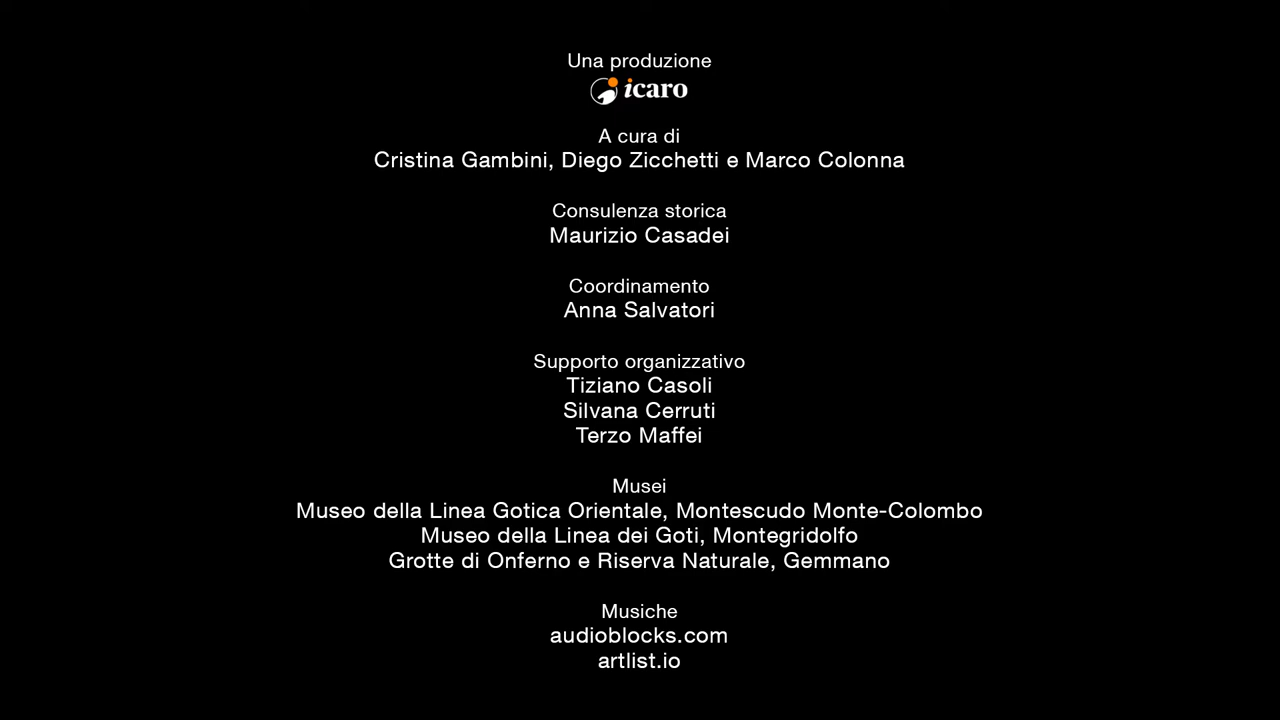 Una produzione
icaro
A cura di
Cristina Gambini, Diego Zicchetti e Marco Colonna
Consulenza storica
Maurizio Casadei
Coordinamento
Anna Salvatori
Supporto organizzativo
Tiziano Casoli
Silvana Cerruti
Terzo Maffei
Musei
Museo della Linea Gotica Orientale, Montescudo Monte-Colombo
Museo della Linea dei Goti, Montegridolfo
Grotte di Onferno e Riserva Naturale, Gemmano
Musiche
audioblocks.com
artlist.io